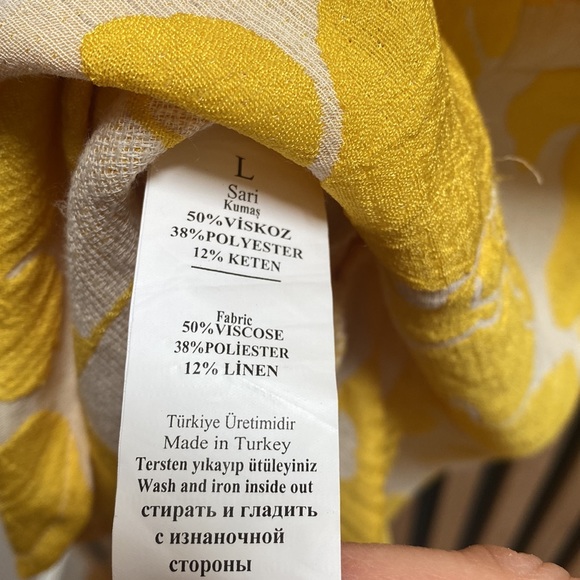 L
Sari
Kumaş
50%VİSKOZ
38%POLYESTER
12% KETEN
Fabric
50%VISCOSE
38%POLİESTER
12% LİNEN
Türkiye Üretimidir
Made in Turkey
Tersten yıkayıp ütüleyiniz
Wash and iron inside out
стирать и гладить
с изнаночной
стороны